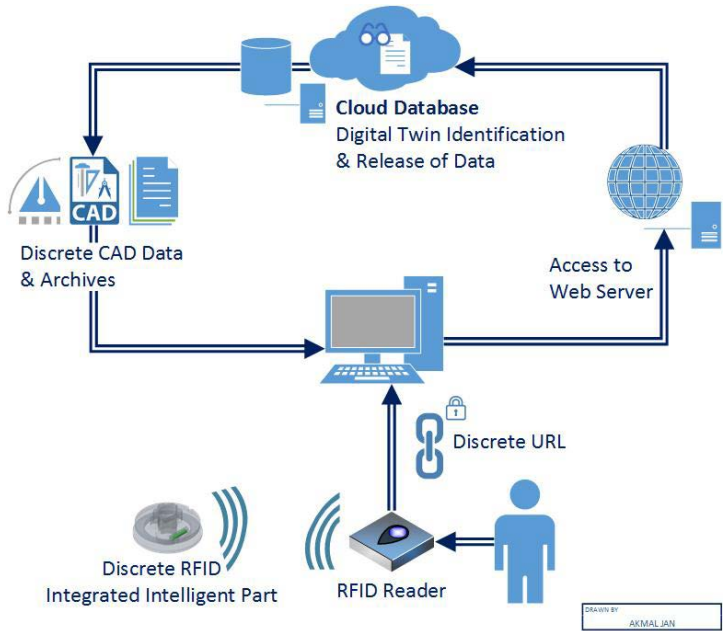 Cloud Database
Digital Twin Identification
& Release of Data
CAD
Discrete CAD Data
& Archives
Access to
Web Server
Discrete URL
Discrete RFID
Integrated Intelligent Part
RFID Reader
DRAWN BY
AKMAL JAN